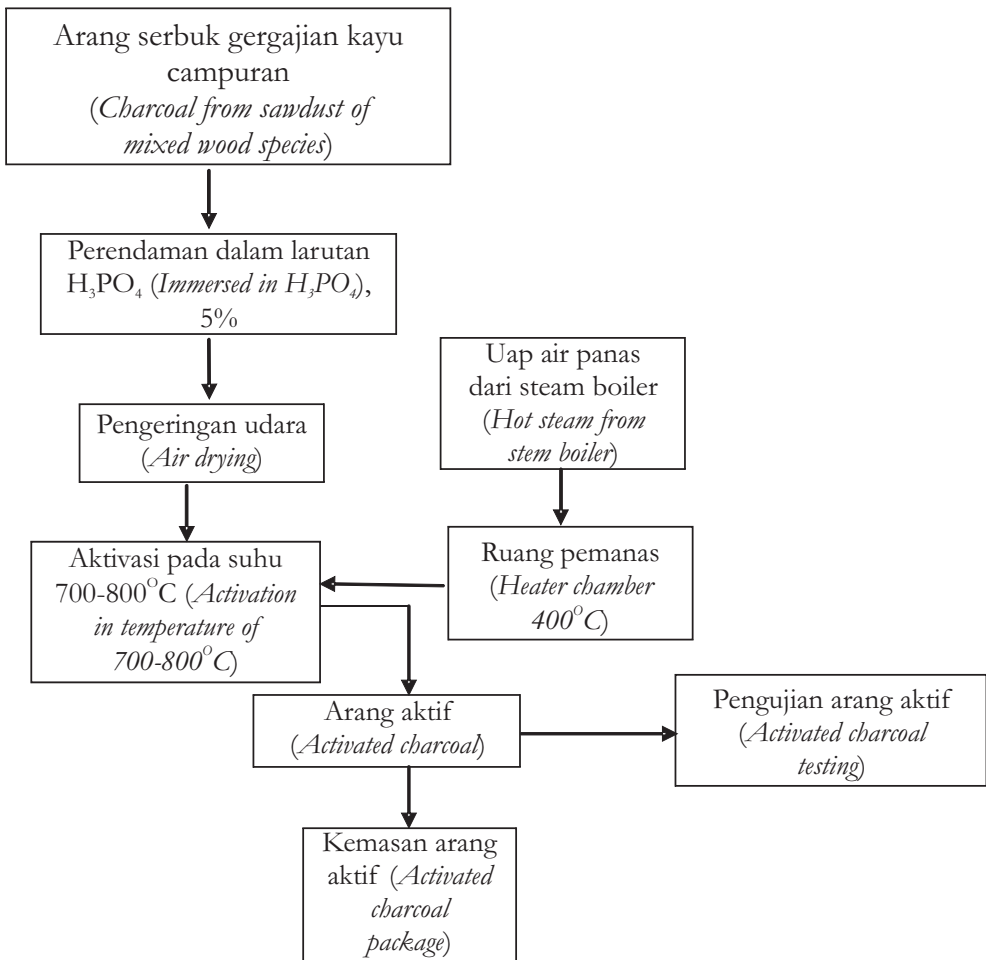 Arang serbuk gergajian kayu
campuran
(Charcoal from sawdust of
mixed wood species)
Perendaman dalam larutan
H₃PO₄ (Immersed in H₃PO₄),
5%
Uap air panas
dari steam boiler
(Hot steam from
stem boiler)
Pengeringan udara
(Air drying)
Aktivasi pada suhu
700-800°C (Activation
in temperature of
700-800°C)
Ruang pemanas
(Heater chamber
400°C)
Arang aktif
(Activated charcoal)
Pengujian arang aktif
(Activated charcoal
testing)
Kemasan arang
aktif (Activated
charcoal
package)